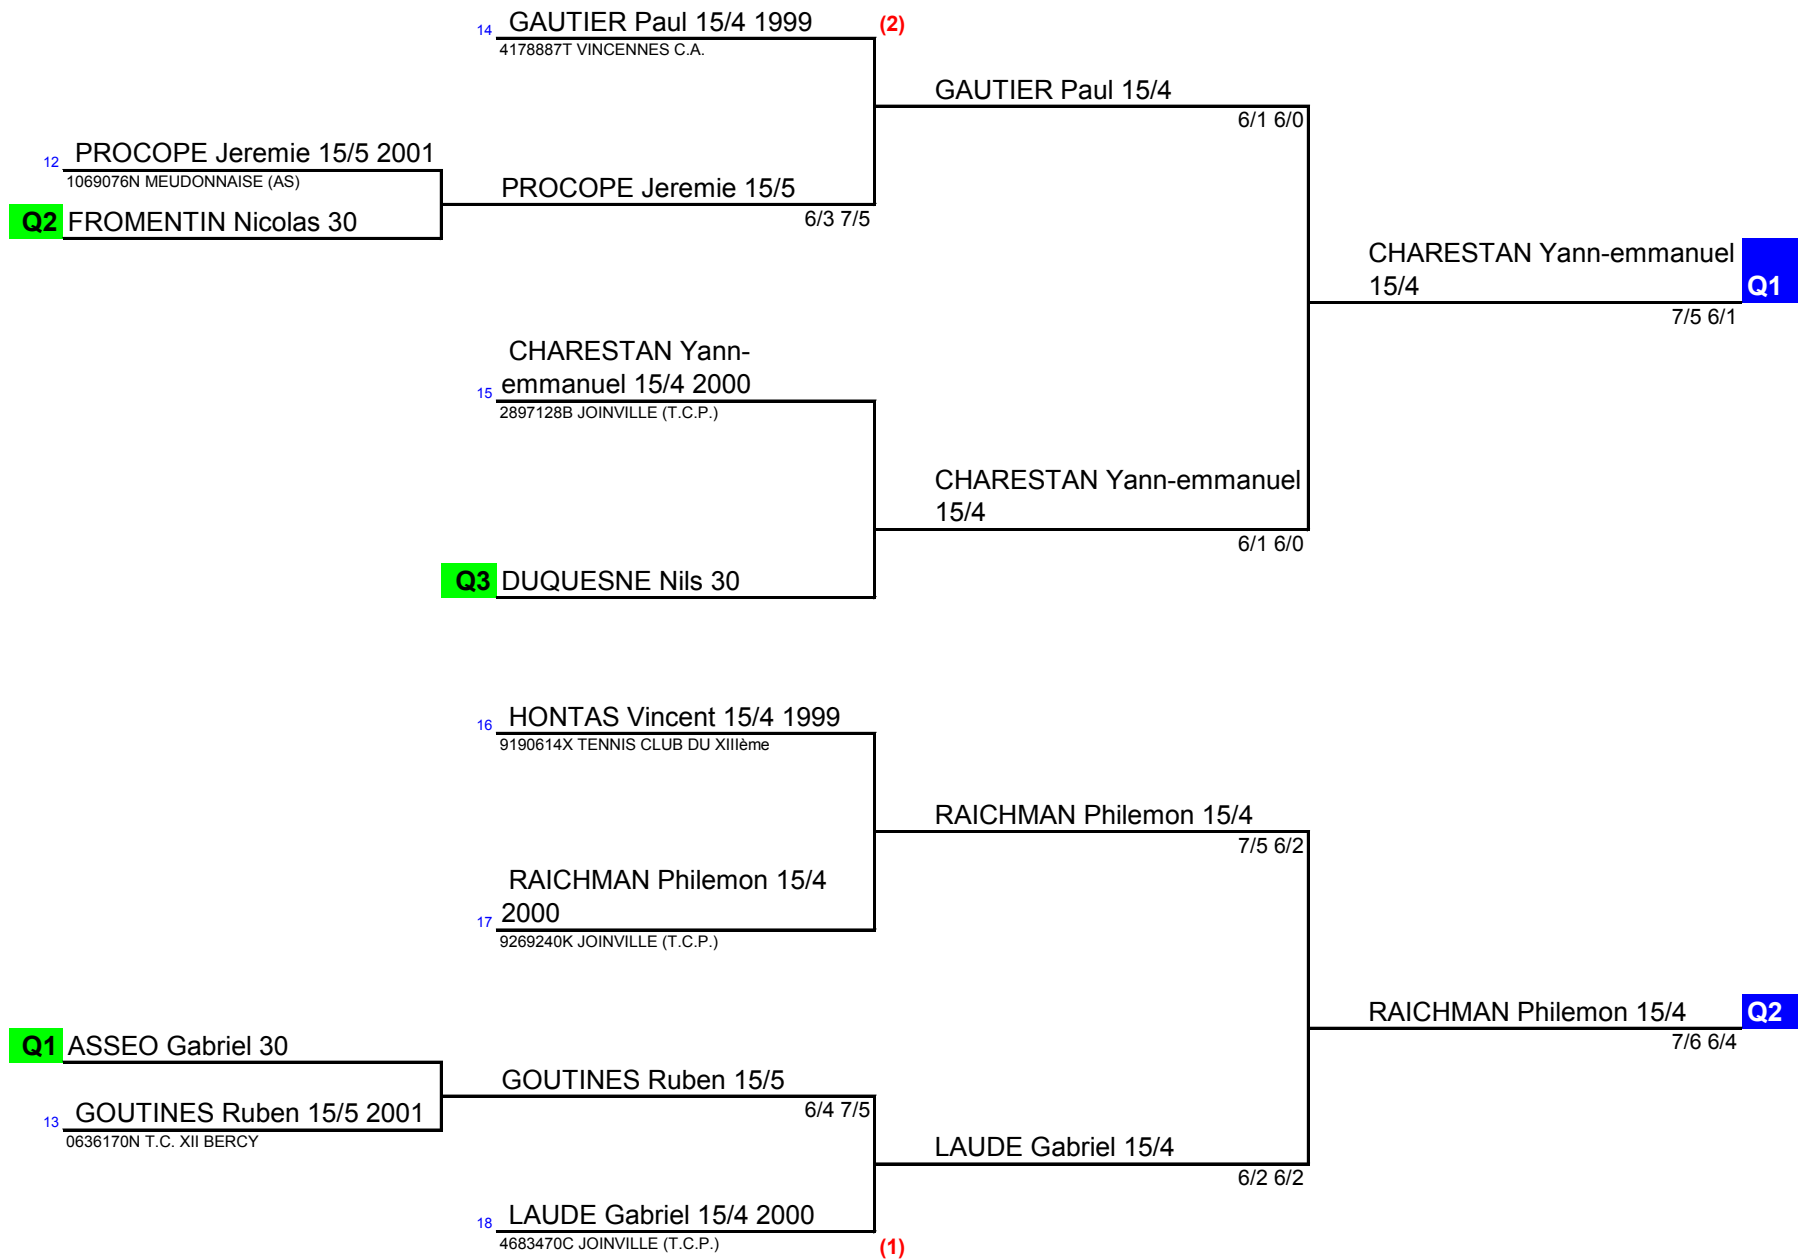 14 GAUTIER Paul 15/4 1999 (2)
4178887T VINCENNES C.A.
GAUTIER Paul 15/4
6/1 6/0
12 PROCOPE Jeremie 15/5 2001
1069076N MEUDONNAISE (AS)
PROCOPE Jeremie 15/5
6/3 7/5
Q2 FROMENTIN Nicolas 30
CHARESTAN Yann-emmanuel
15/4 Q1
7/5 6/1
CHARESTAN Yann-
15 emmanuel 15/4 2000
2897128B JOINVILLE (T.C.P.)
CHARESTAN Yann-emmanuel
15/4
6/1 6/0
Q3 DUQUESNE Nils 30
16 HONTAS Vincent 15/4 1999
9190614X TENNIS CLUB DU XIIIème
RAICHMAN Philemon 15/4
7/5 6/2
RAICHMAN Philemon 15/4
17 2000
9269240K JOINVILLE (T.C.P.)
RAICHMAN Philemon 15/4 Q2
7/6 6/4
Q1 ASSEO Gabriel 30
GOUTINES Ruben 15/5
6/4 7/5
13 GOUTINES Ruben 15/5 2001
0636170N T.C. XII BERCY
LAUDE Gabriel 15/4
6/2 6/2
18 LAUDE Gabriel 15/4 2000
4683470C JOINVILLE (T.C.P.) (1)